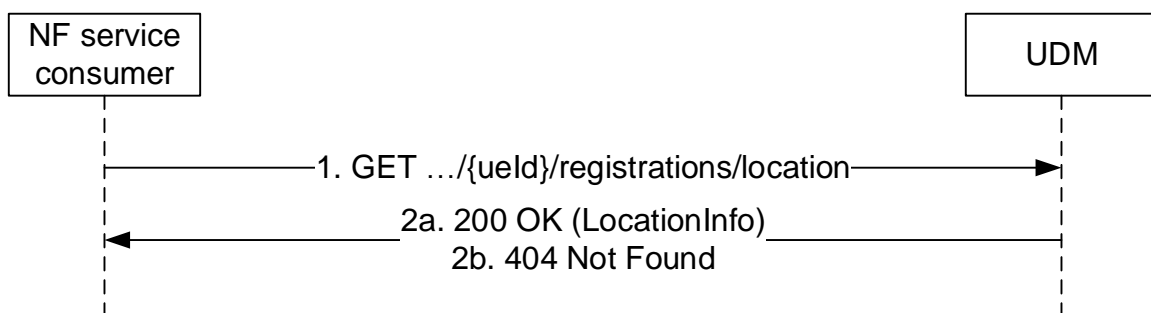 NF service
consumer
UDM
1. GET …/{ueId}/registrations/location
2a. 200 OK (LocationInfo)
2b. 404 Not Found